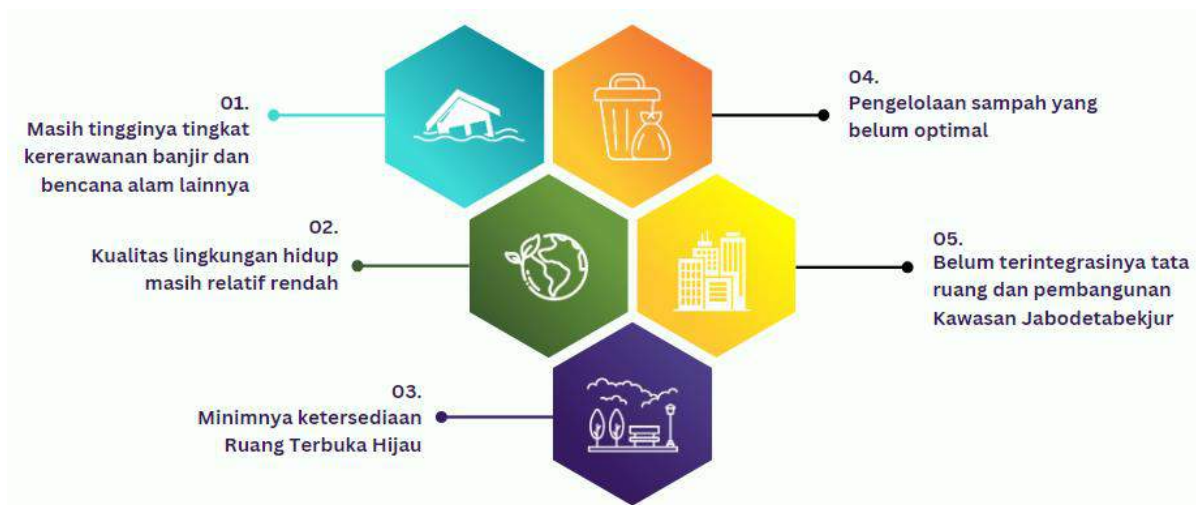 01.
Masih tingginya tingkat
kererawanan banjir dan
bencana alam lainnya
02.
Kualitas lingkungan hidup
masih relatif rendah
03.
Minimnya ketersediaan
Ruang Terbuka Hijau
04.
Pengelolaan sampah yang
belum optimal
05.
Belum terintegrasinya tata
ruang dan pembangunan
Kawasan Jabodetabekjur